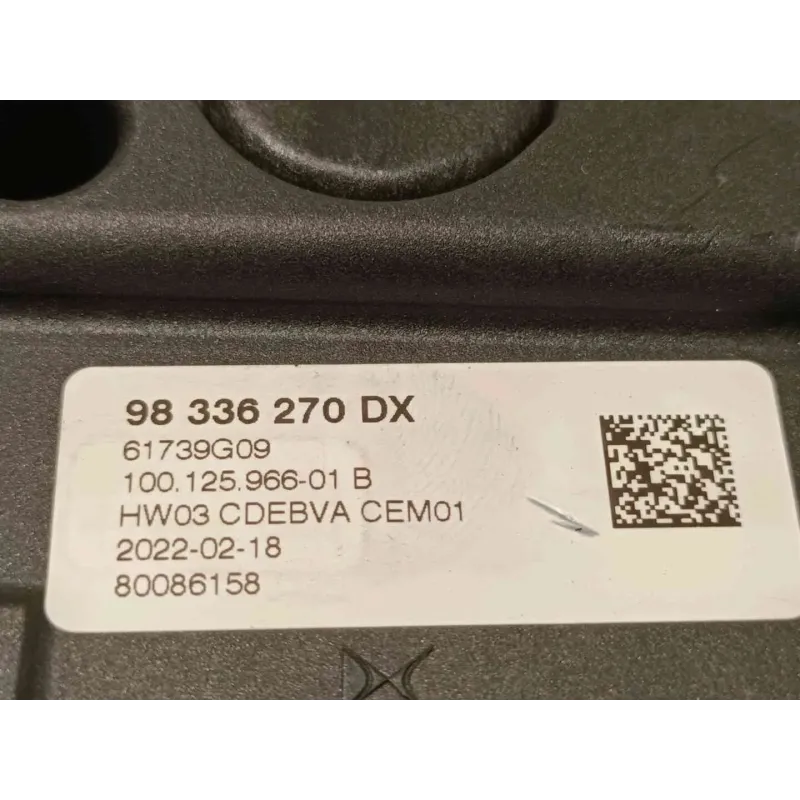 98 336 270 DX
61739G09
100.125.966-01 B
HW03 CDEBVA CEM01
2022-02-18
80086158